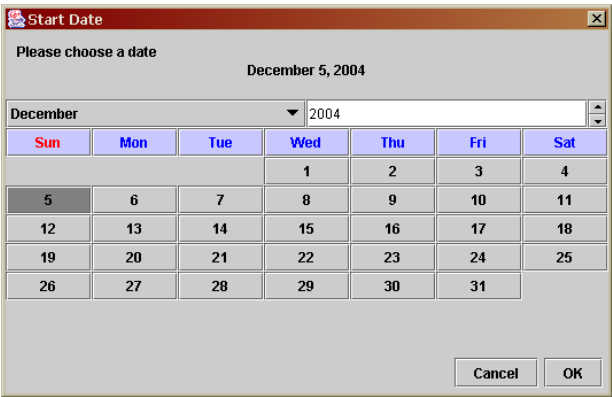 Start Date
Please choose a date
December 5, 2004
December 2004
Sun Mon Tue Wed Thu Fri Sat
1 2 3 4
5 6 7 8 9 10 11
12 13 14 15 16 17 18
19 20 21 22 23 24 25
26 27 28 29 30 31
Cancel OK